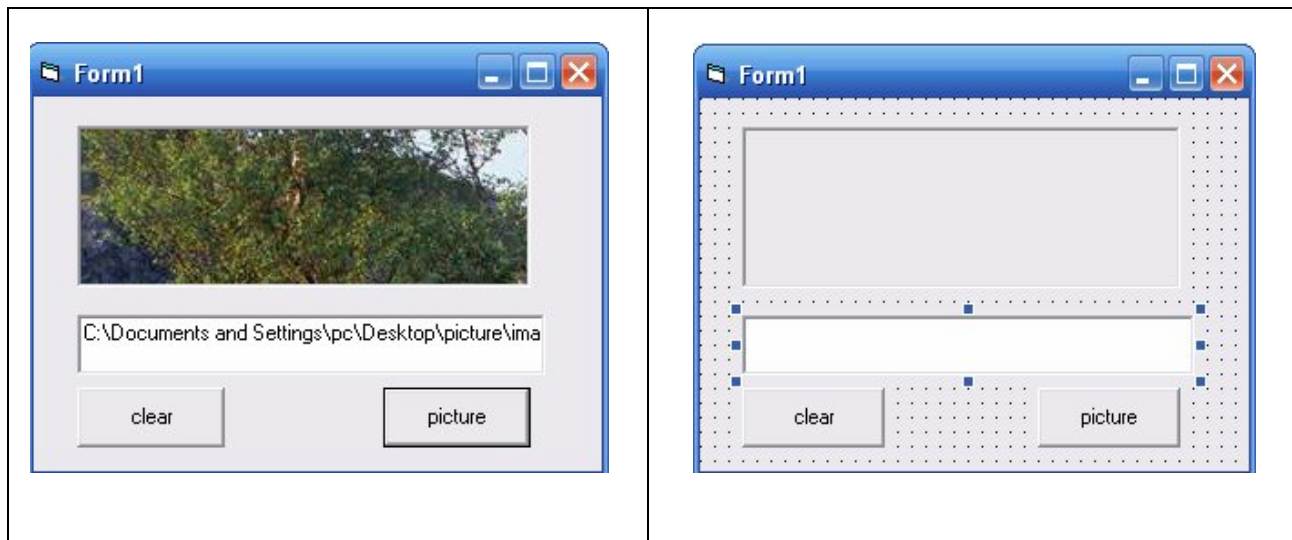 Form1
C:\Documents and Settings\pc\Desktop\picture\ima
clear
picture
Form1
clear
picture